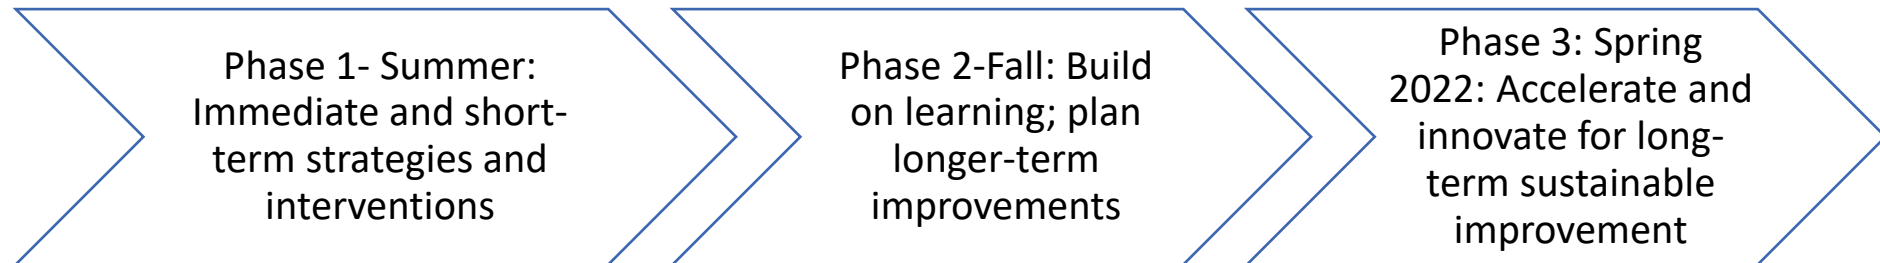 Phase 1- Summer:
Immediate and short-
term strategies and
interventions
Phase 2-Fall: Build
on learning; plan
longer-term
improvements
Phase 3: Spring
2022: Accelerate and
innovate for long-
term sustainable
improvement